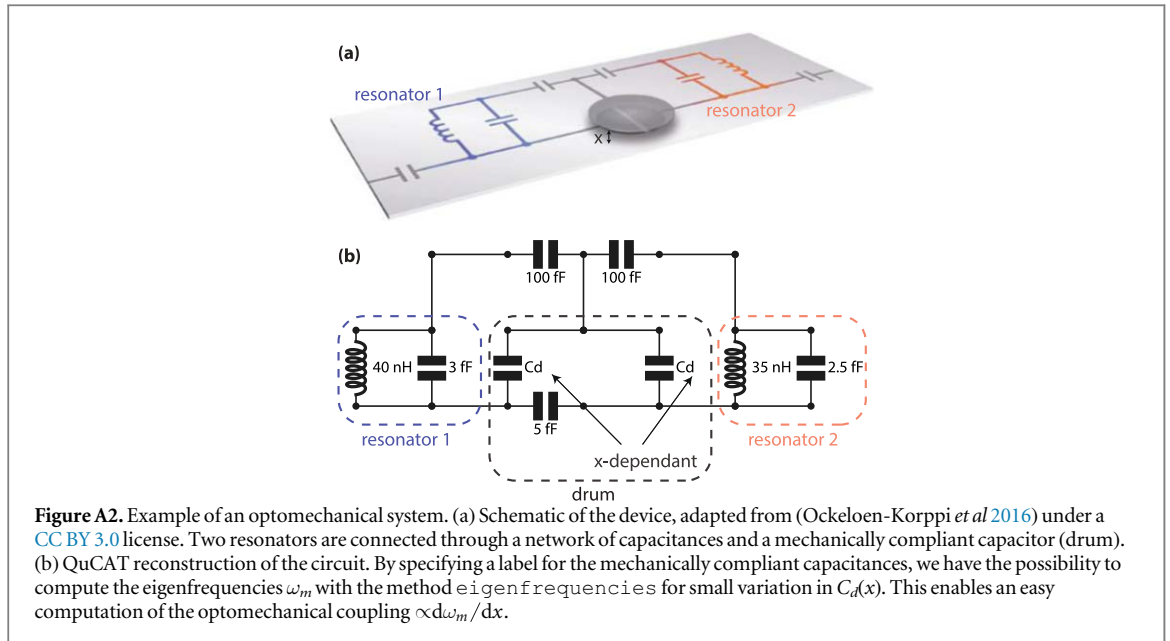 (a)
resonator 1
resonator 2
x
(b)
100 fF
100 fF
40 nH
3 fF
Cd
Cd
35 nH
2.5 fF
5 fF
resonator 1
resonator 2
x-dependant
drum
Figure A2. Example of an optomechanical system. (a) Schematic of the device, adapted from (Ockeloen-Korppi et al 2016) under a
CC BY 3.0 license. Two resonators are connected through a network of capacitances and a mechanically compliant capacitor (drum).
(b) QuCAT reconstruction of the circuit. By specifying a label for the mechanically compliant capacitances, we have the possibility to
compute the eigenfrequencies ωm with the method eigenfrequencies for small variation in Cd(x). This enables an easy
computation of the optomechanical coupling ∝dωm/dx.